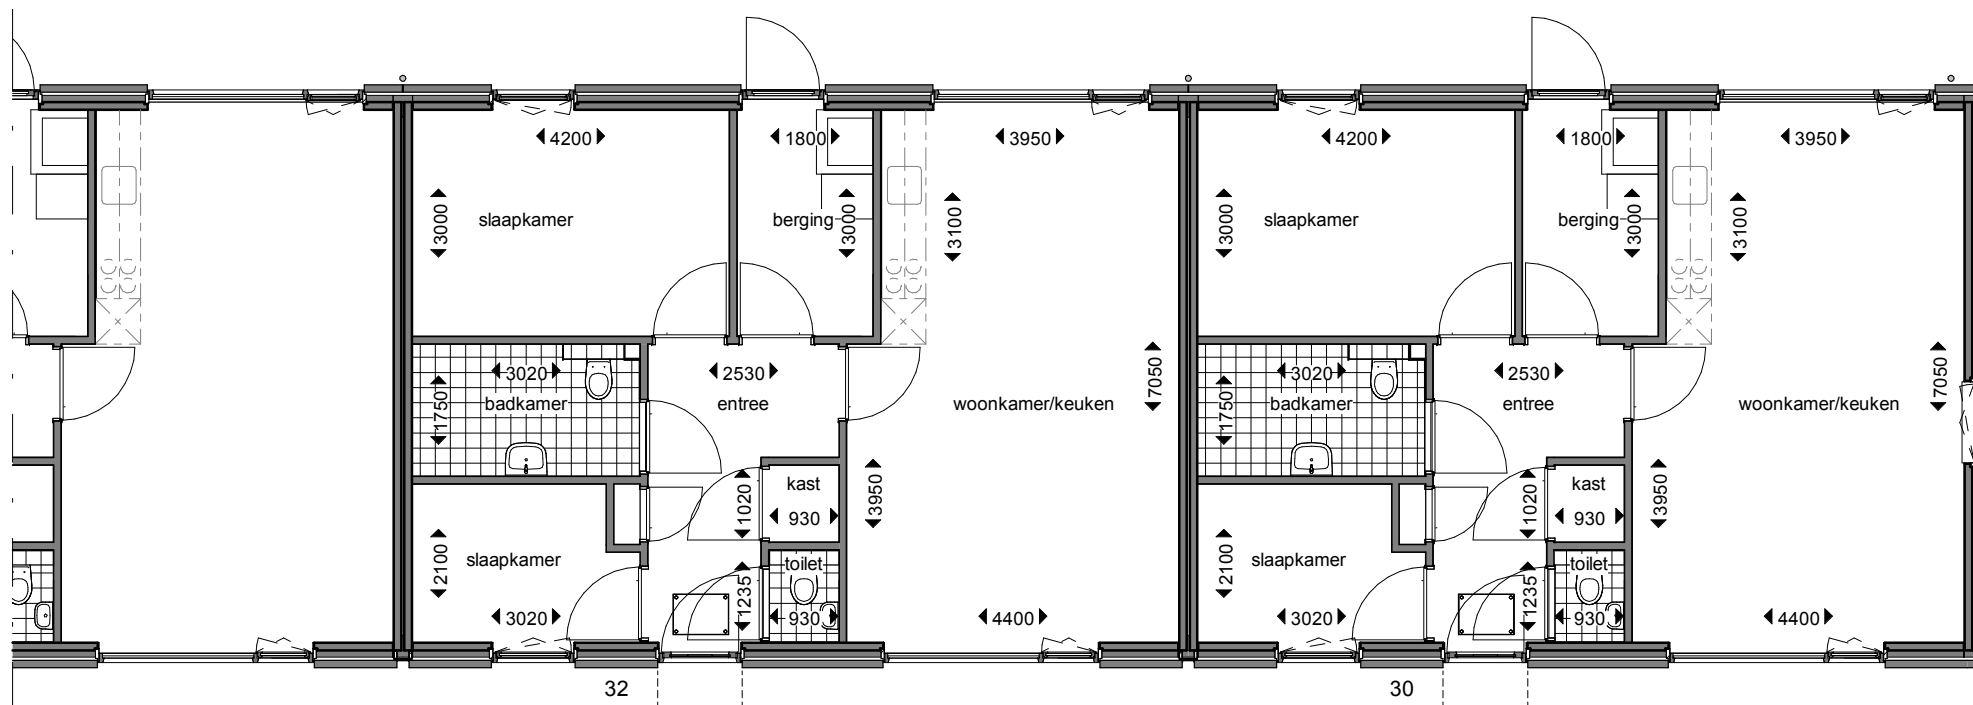 4200
1800
3950
4200
1800
3950
3000
slaapkamer
berging
3000
3100
3000
slaapkamer
berging
3000
3100
3020
2530
3020
2530
1750
badkamer
entree
woonkamer/keuken
7050
1750
badkamer
entree
woonkamer/keuken
7050
kast
kast
1020
930
3950
1020
930
3950
2100
slaapkamer
toilet
2100
slaapkamer
toilet
3020
1235
930
4400
3020
1235
930
4400
32
30